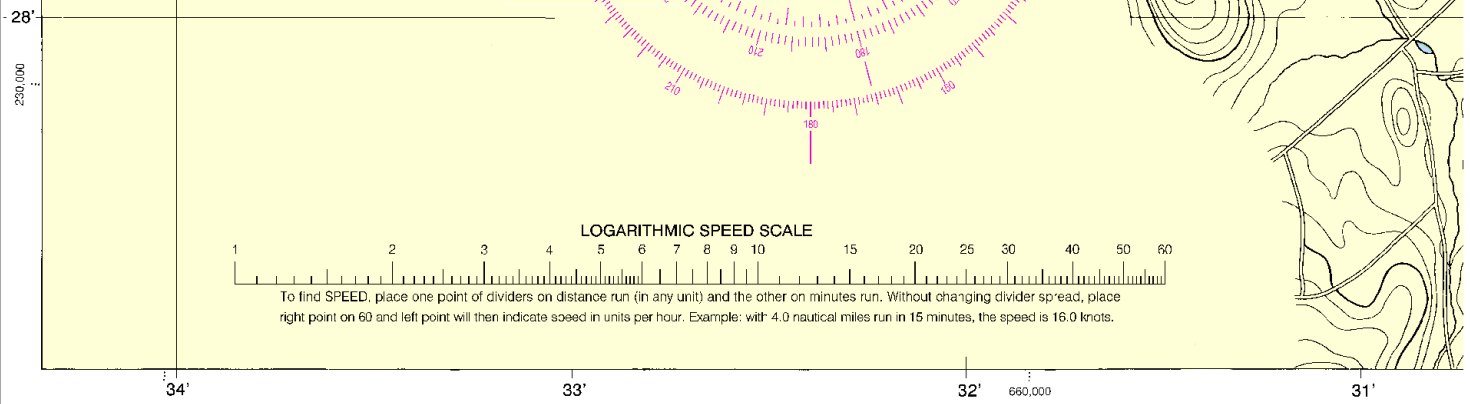 28'
230,000
210
180
210
180
150
LOGARITHMIC SPEED SCALE
1 2 3 4 5 6 7 8 9 10 15 20 25 30 40 50 60
To find SPEED, place one point of dividers on distance run (in any unit) and the other on minutes run. Without changing divider spread, place
right point on 60 and left point will then indicate speed in units per hour. Example: with 4.0 nautical miles run in 15 minutes, the speed is 16.0 knots.
34' 33' 32' 660,000 31'